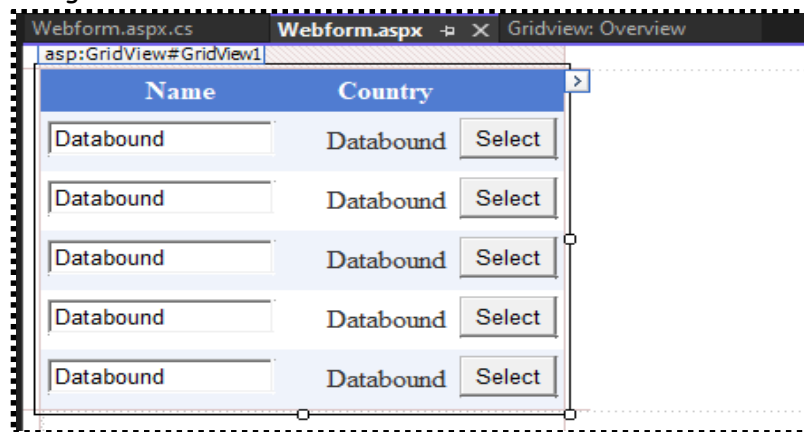 Webform.aspx.cs Webform.aspx Gridview: Overview
asp:GridView#GridView1
Name Country
Databound Databound Select
Databound Databound Select
Databound Databound Select
Databound Databound Select
Databound Databound Select